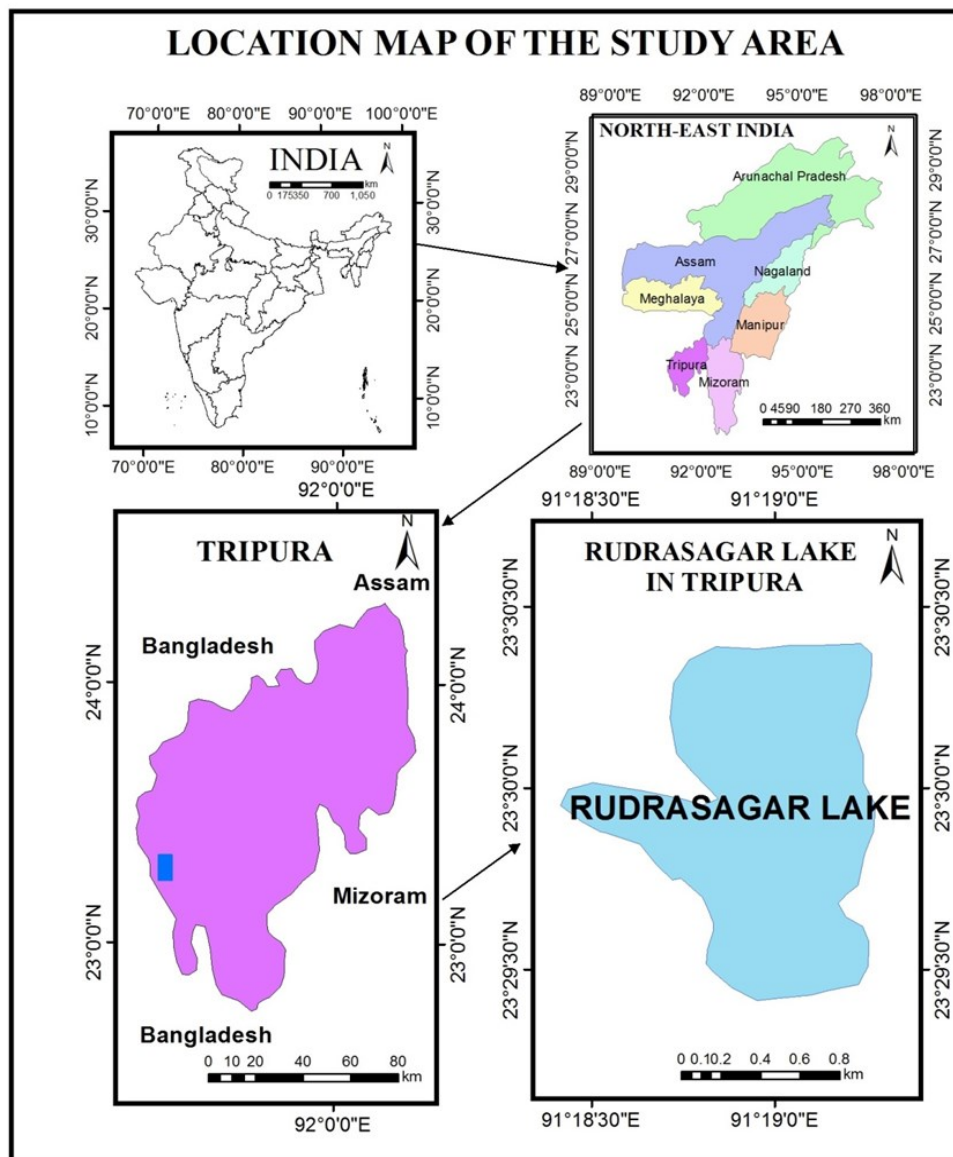 LOCATION MAP OF THE STUDY AREA
70°0'0"E 80°0'0"E 90°0'0"E 100°0'0"E
INDIA
N
km
0 175350 700 1,050
30°0'0"N
20°0'0"N
10°0'0"N
30°0'0"N
20°0'0"N
10°0'0"N
70°0'0"E 80°0'0"E 90°0'0"E
89°0'0"E 92°0'0"E 95°0'0"E 98°0'0"E
NORTH-EAST INDIA
N
Arunachal Pradesh
Assam
Nagaland
Meghalaya
Manipur
Tripura
Mizoram
0 4590 180 270 360
km
29°0'0"N
27°0'0"N
25°0'0"N
23°0'0"N
29°0'0"N
27°0'0"N
25°0'0"N
23°0'0"N
89°0'0"E 92°0'0"E 95°0'0"E 98°0'0"E
92°0'0"E
TRIPURA
N
Assam
Bangladesh
Mizoram
Bangladesh
0 10 20 40 60 80
km
24°0'0"N
23°0'0"N
24°0'0"N
23°0'0"N
92°0'0"E
91°18'30"E 91°19'0"E
RUDRASAGAR LAKE
IN TRIPURA
N
RUDRASAGAR LAKE
0 0.10.2 0.4 0.6 0.8
km
23°30'30"N
23°30'0"N
23°29'30"N
23°30'30"N
23°30'0"N
23°29'30"N
91°18'30"E 91°19'0"E